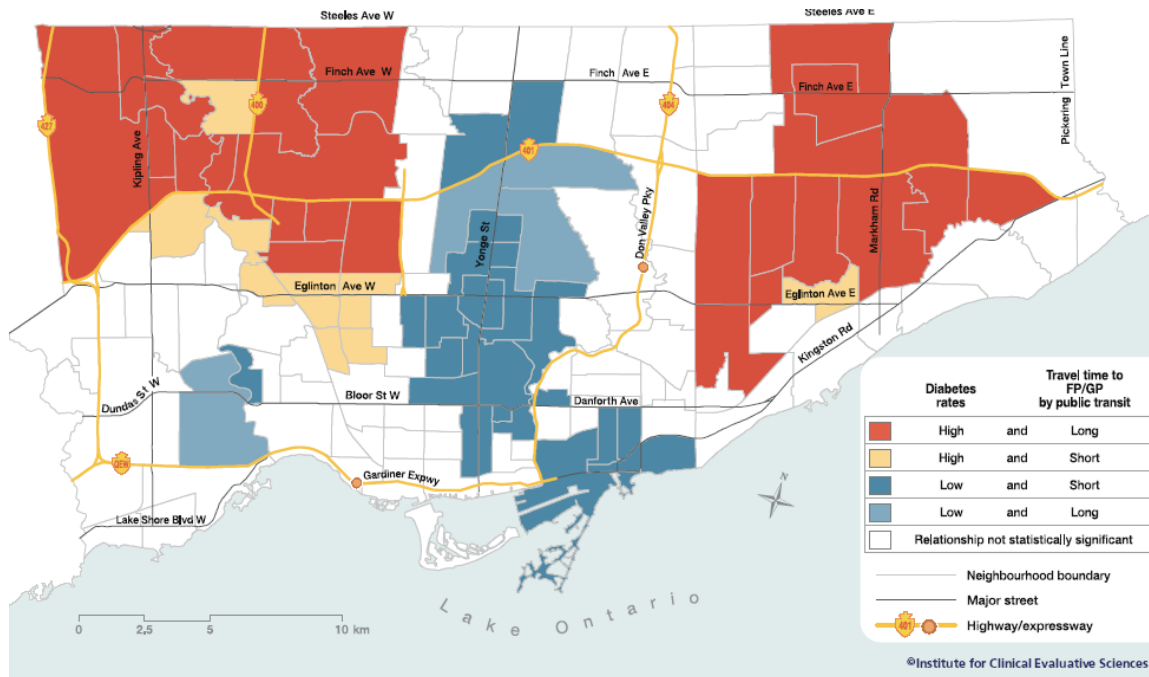 Steeles Ave W
Steeles Ave E
Finch Ave W
Finch Ave E
Finch Ave E
Pickering Town Line
427
400
404
401
Kipling Ave
Yonge St
Don Valley Pky
Markham Rd
Eglinton Ave W
Eglinton Ave E
Kingston Rd
Dundas St W
Bloor St W
Danforth Ave
QEW
Gardiner Expwy
Lake Shore Blvd W
N
Lake Ontario
0 2.5 5 10 km
Diabetes rates
Travel time to FP/GP by public transit
High and Long
High and Short
Low and Short
Low and Long
Relationship not statistically significant
Neighbourhood boundary
Major street
401 Highway/expressway
©Institute for Clinical Evaluative Sciences